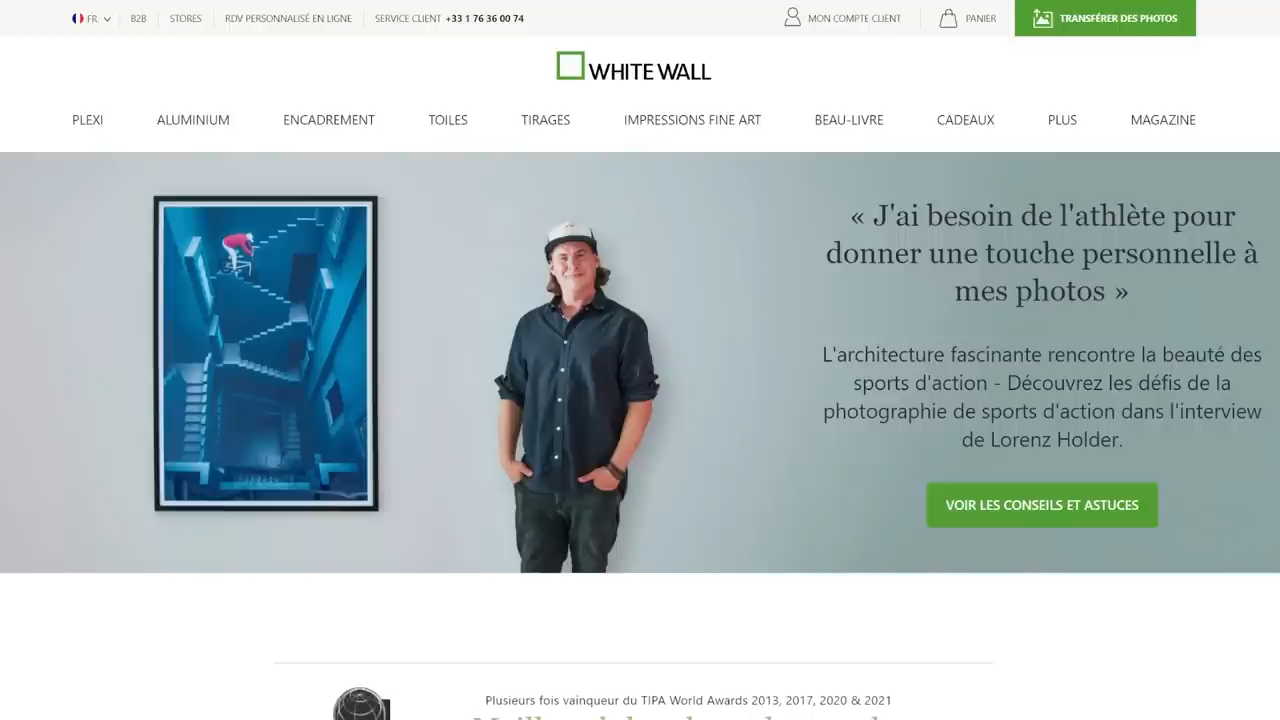 FR
B2B
STORES
RDV PERSONNALISÉ EN LIGNE
SERVICE CLIENT +33 1 76 36 00 74
MON COMPTE CLIENT
PANIER
TRANSFÉRER DES PHOTOS
WHITE WALL
PLEXI
ALUMINIUM
ENCADREMENT
TOILES
TIRAGES
IMPRESSIONS FINE ART
BEAU-LIVRE
CADEAUX
PLUS
MAGAZINE
« J'ai besoin de l'athlète pour
donner une touche personnelle à
mes photos »
L'architecture fascinante rencontre la beauté des
sports d'action - Découvrez les défis de la
photographie de sports d'action dans l'interview
de Lorenz Holder.
VOIR LES CONSEILS ET ASTUCES
Plusieurs fois vainqueur du TIPA World Awards 2013, 2017, 2020 & 2021